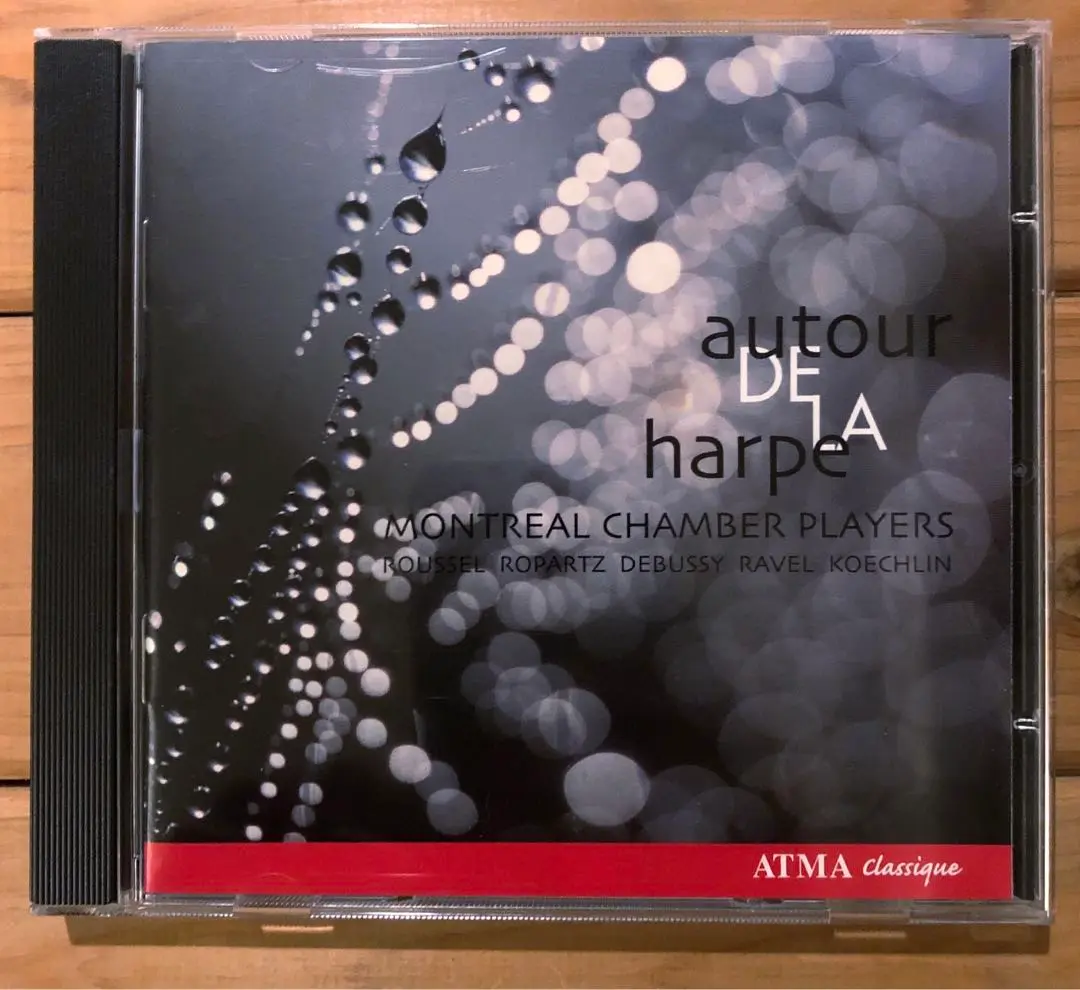 autour
DE LA
harpe
MONTREAL CHAMBER PLAYERS
ROUSSEL ROPARTZ DEBUSSY RAVEL KOECHLIN
ATMA Classique